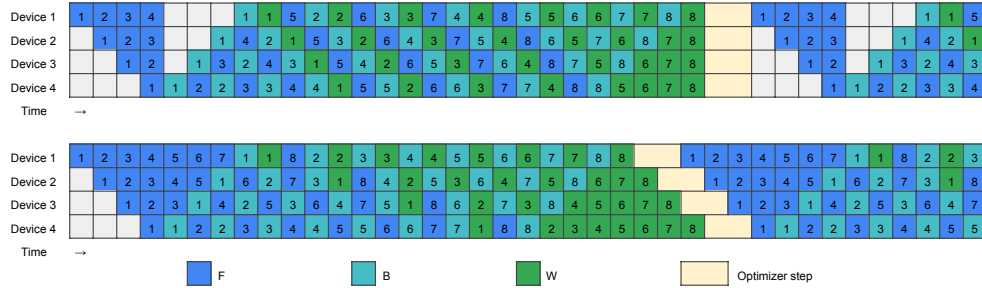 Device 1 1 2 3 4 1 1 5 2 2 6 3 3 7 4 4 8 5 5 6 6 7 7 8 8 1 2 3 4 1 1 5
Device 2 1 2 3 1 4 2 1 5 3 2 6 4 3 7 5 4 8 6 5 7 6 8 7 8 1 2 3 1 4 2 1
Device 3 1 2 1 3 2 4 3 1 5 4 2 6 5 3 7 6 4 8 7 5 8 6 7 8 1 2 1 3 2 4 3
Device 4 1 1 2 2 3 3 4 4 1 5 5 2 6 6 3 7 7 4 8 8 5 6 7 8 1 1 2 2 3 3 4
Time →
Device 1 1 2 3 4 5 6 7 1 1 8 2 2 3 3 4 4 5 5 6 6 7 7 8 8 1 2 3 4 5 6 7 1 1 8 2 2 3
Device 2 1 2 3 4 5 1 6 2 7 3 1 8 4 2 5 3 6 4 7 5 8 6 7 8 1 2 3 4 5 1 6 2 7 3 1 8
Device 3 1 2 3 1 4 2 5 3 6 4 7 5 1 8 6 2 7 3 8 4 5 6 7 8 1 2 3 1 4 2 5 3 6 4 7
Device 4 1 1 2 2 3 3 4 4 5 5 6 6 7 7 1 8 8 2 3 4 5 6 7 8 1 1 2 2 3 3 4 4 5 5
Time →
F B W Optimizer step